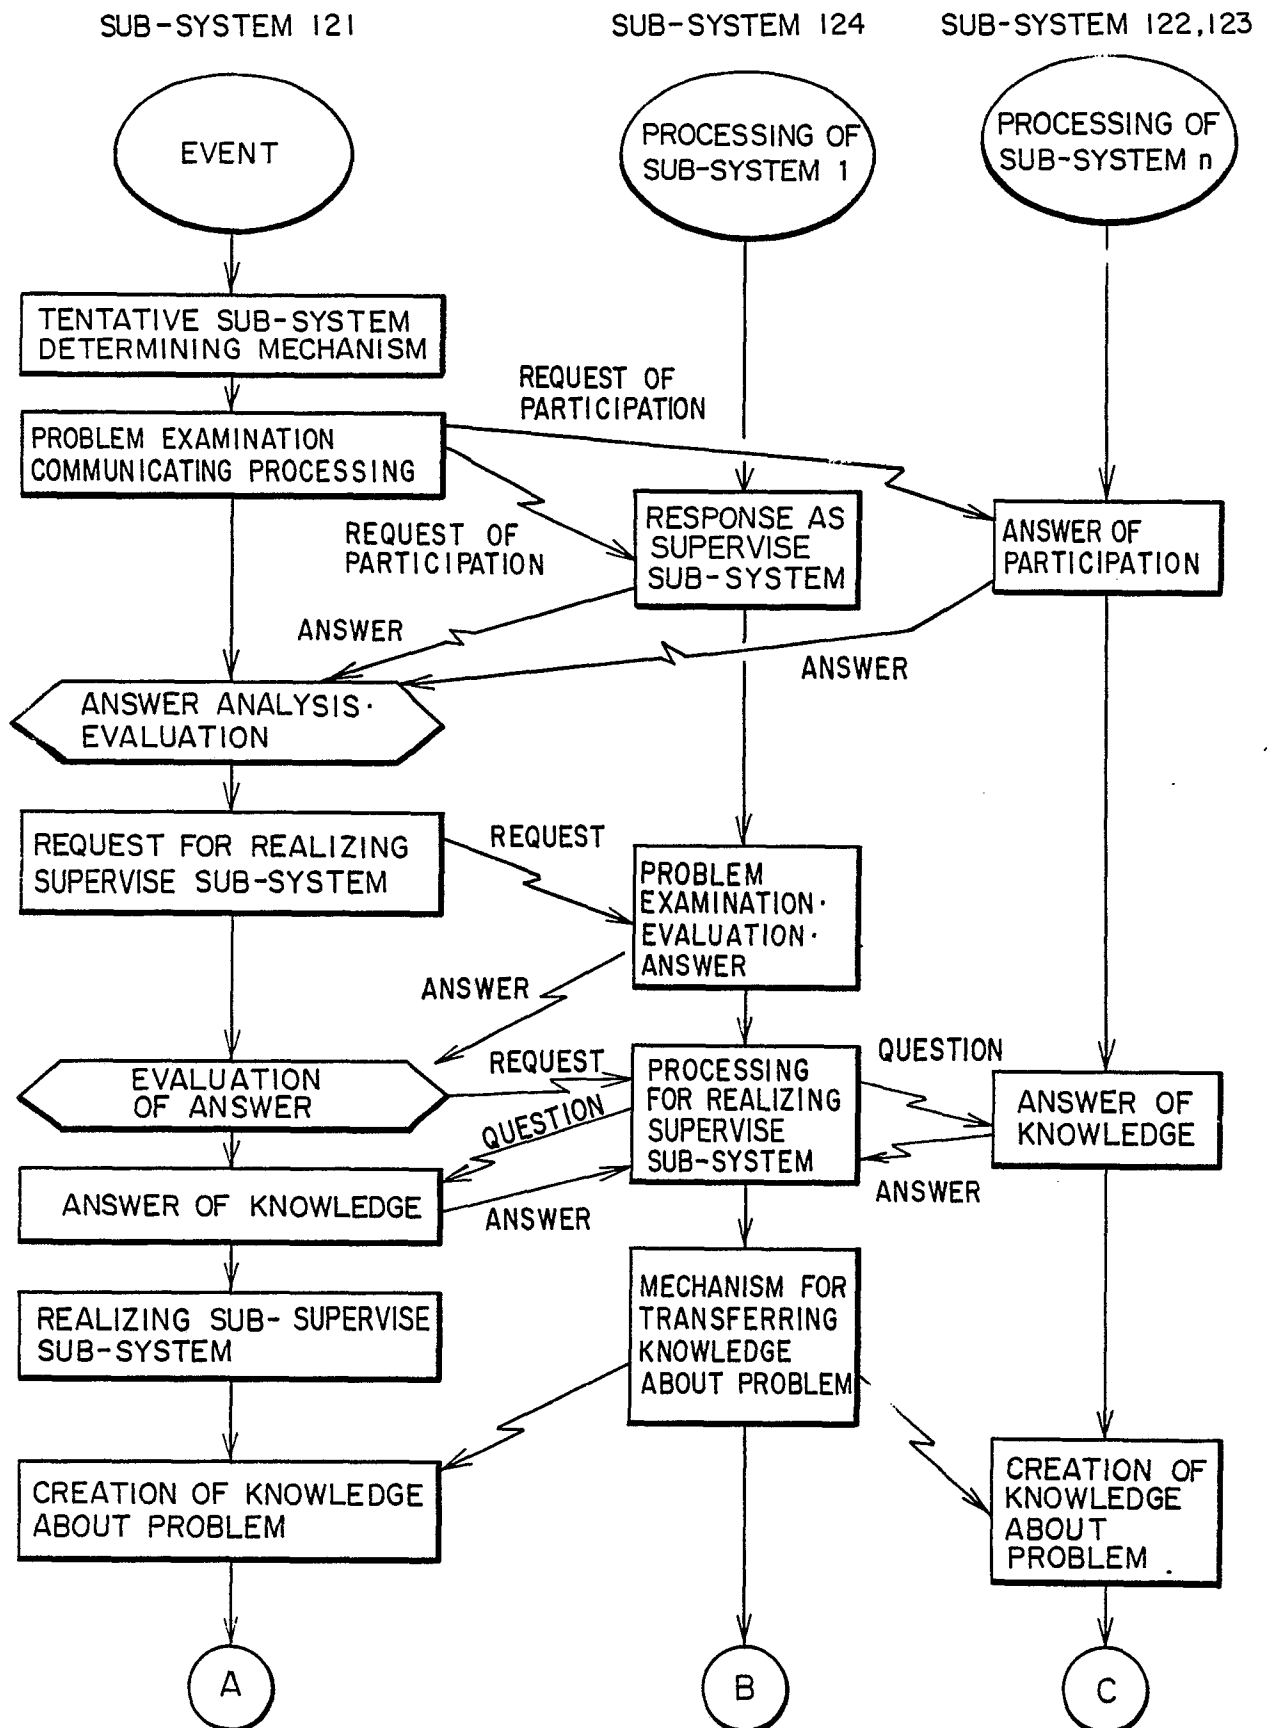 SUB-SYSTEM 121
SUB-SYSTEM 124
SUB-SYSTEM 122,123
EVENT
PROCESSING OF
SUB-SYSTEM 1
PROCESSING OF
SUB-SYSTEM n
TENTATIVE SUB-SYSTEM
DETERMINING MECHANISM
REQUEST OF
PARTICIPATION
PROBLEM EXAMINATION
COMMUNICATING PROCESSING
REQUEST OF
PARTICIPATION
RESPONSE AS
SUPERVISE
SUB-SYSTEM
ANSWER OF
PARTICIPATION
ANSWER
ANSWER
ANSWER ANALYSIS·
EVALUATION
REQUEST FOR REALIZING
SUPERVISE SUB-SYSTEM
REQUEST
PROBLEM
EXAMINATION·
EVALUATION·
ANSWER
ANSWER
EVALUATION
OF ANSWER
REQUEST
QUESTION
PROCESSING
FOR REALIZING
SUPERVISE
SUB-SYSTEM
QUESTION
ANSWER OF
KNOWLEDGE
ANSWER
ANSWER OF KNOWLEDGE
ANSWER
REALIZING SUB- SUPERVISE
SUB-SYSTEM
MECHANISM FOR
TRANSFERRING
KNOWLEDGE
ABOUT PROBLEM
CREATION OF KNOWLEDGE
ABOUT PROBLEM
CREATION OF
KNOWLEDGE
ABOUT
PROBLEM
A
B
C